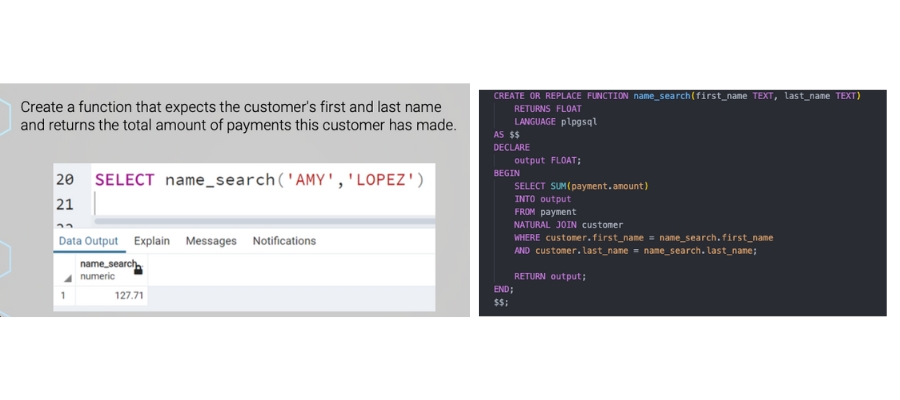 Create a function that expects the customer's first and last name
and returns the total amount of payments this customer has made.
20 SELECT name_search('AMY','LOPEZ')
21
Data Output Explain Messages Notifications
name_search
numeric
1 127.71
CREATE OR REPLACE FUNCTION name_search(first_name TEXT, last_name TEXT)
RETURNS FLOAT
LANGUAGE plpgsql
AS $$
DECLARE
output FLOAT;
BEGIN
SELECT SUM(payment.amount)
INTO output
FROM payment
NATURAL JOIN customer
WHERE customer.first_name = name_search.first_name
AND customer.last_name = name_search.last_name;
RETURN output;
END;
$$;